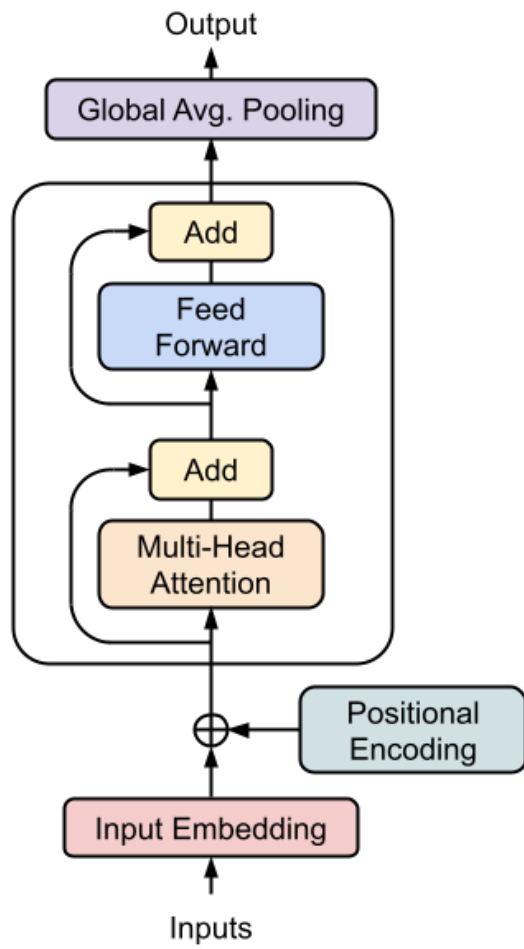 Output
Global Avg. Pooling
Add
Feed
Forward
Add
Multi-Head
Attention
Positional
Encoding
Input Embedding
Inputs